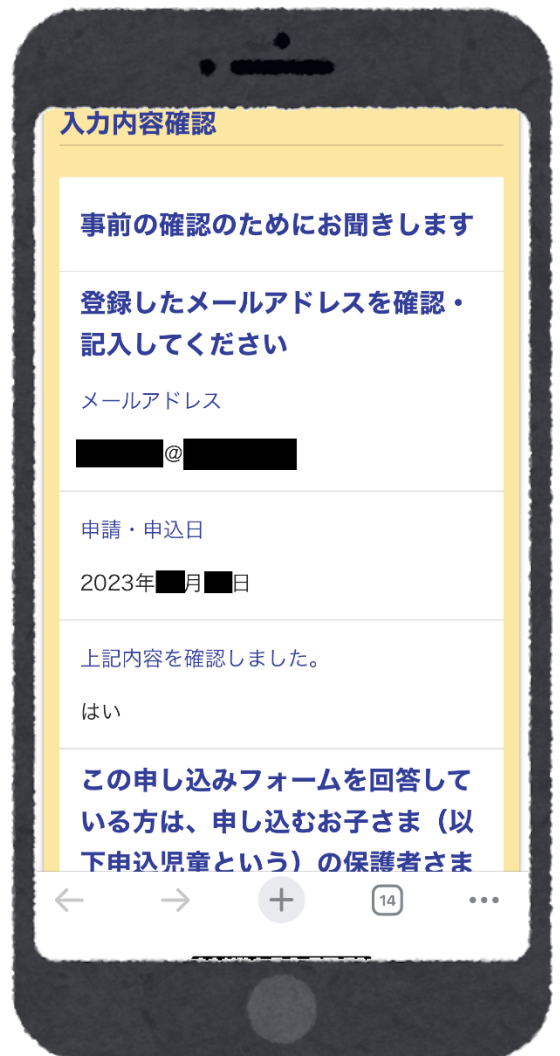 入力内容確認
事前の確認のためにお聞きします
登録したメールアドレスを確認・
記入してください
メールアドレス
@
申請・申込日
2023年 月 日
上記内容を確認しました。
はい
この申し込みフォームを回答して
いる方は、申し込むお子さま（以
下申込児童という）の保護者さま
14